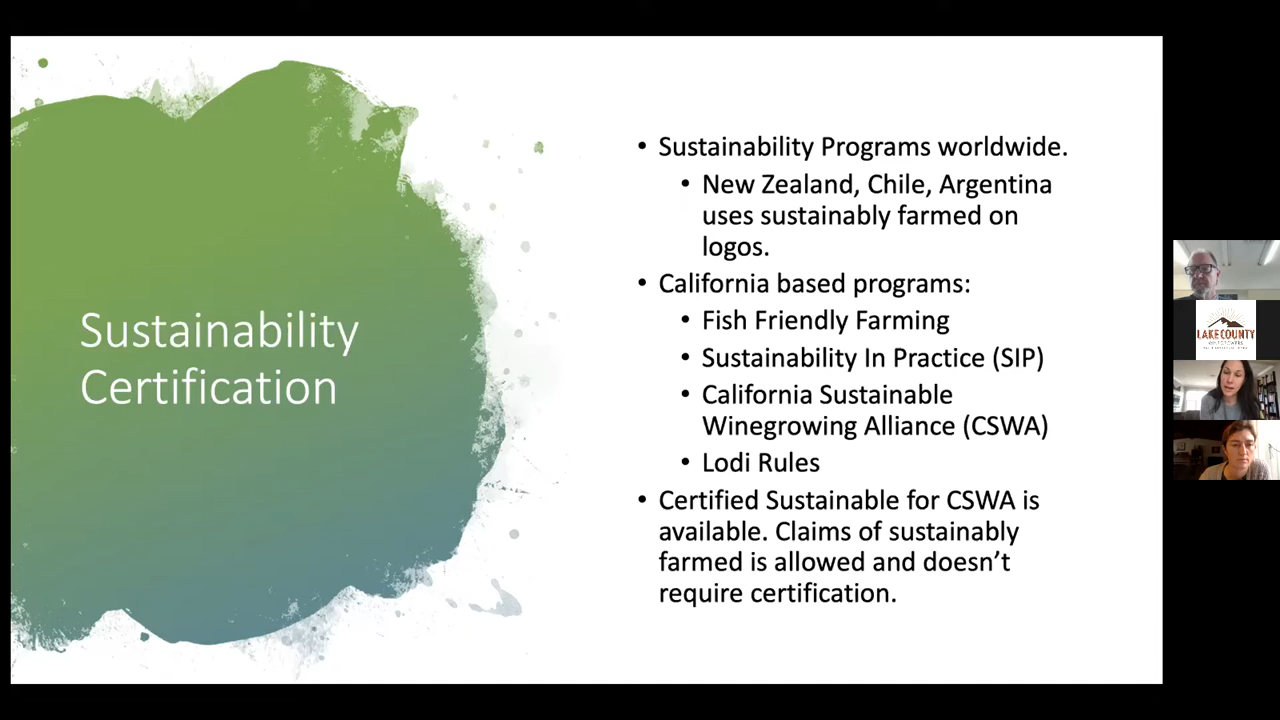 Sustainability
Certification
• Sustainability Programs worldwide.
• New Zealand, Chile, Argentina
uses sustainably farmed on
logos.
• California based programs:
• Fish Friendly Farming
• Sustainability In Practice (SIP)
• California Sustainable
Winegrowing Alliance (CSWA)
• Lodi Rules
• Certified Sustainable for CSWA is
available. Claims of sustainably
farmed is allowed and doesn’t
require certification.
LAKE COUNTY